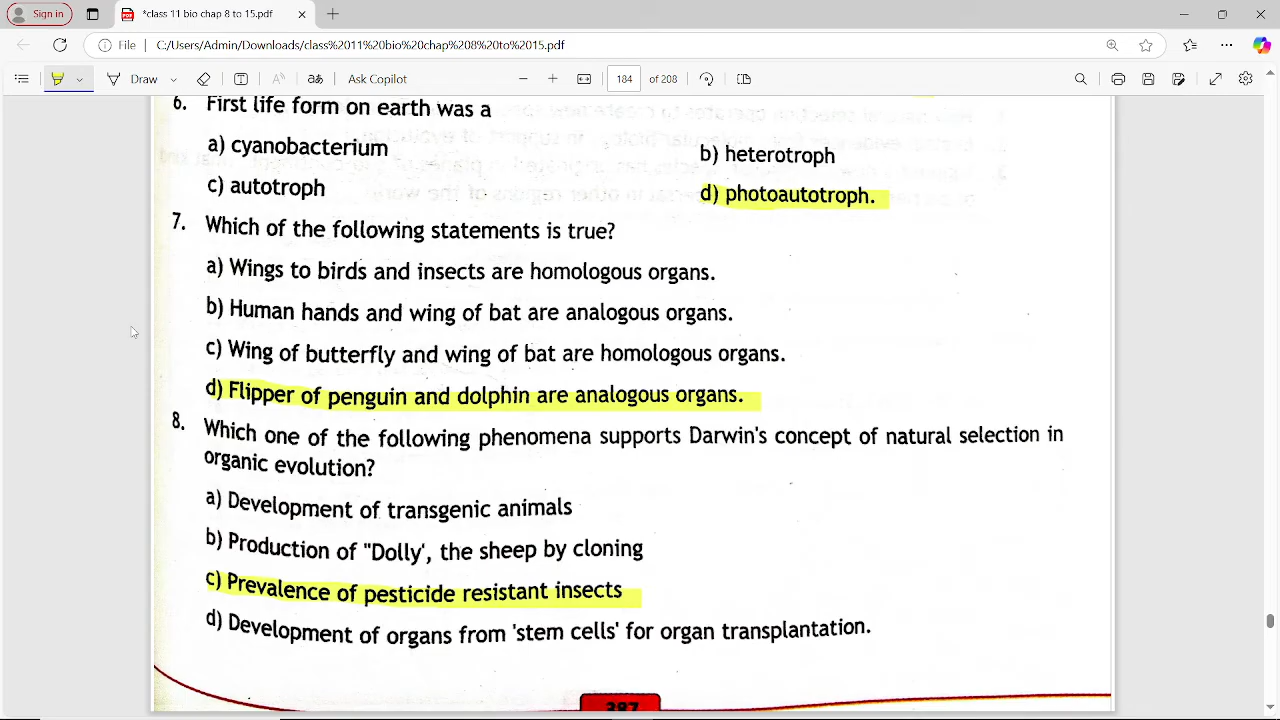 Sign in
*class 11 bio chap 8 to 15.pdf
File
C:/Users/Admin/Downloads/class%2011%20bio%20chap%208%20to%2015.pdf
Draw
Ask Copilot
184 of 208
6. First life form on earth was a
a) cyanobacterium
b) heterotroph
c) autotroph
d) photoautotroph.
7. Which of the following statements is true?
a) Wings to birds and insects are homologous organs.
b) Human hands and wing of bat are analogous organs.
c) Wing of butterfly and wing of bat are homologous organs.
d) Flipper of penguin and dolphin are analogous organs.
8. Which one of the following phenomena supports Darwin's concept of natural selection in
organic evolution?
a) Development of transgenic animals
b) Production of "Dolly', the sheep by cloning
c) Prevalence of pesticide resistant insects
d) Development of organs from 'stem cells' for organ transplantation.